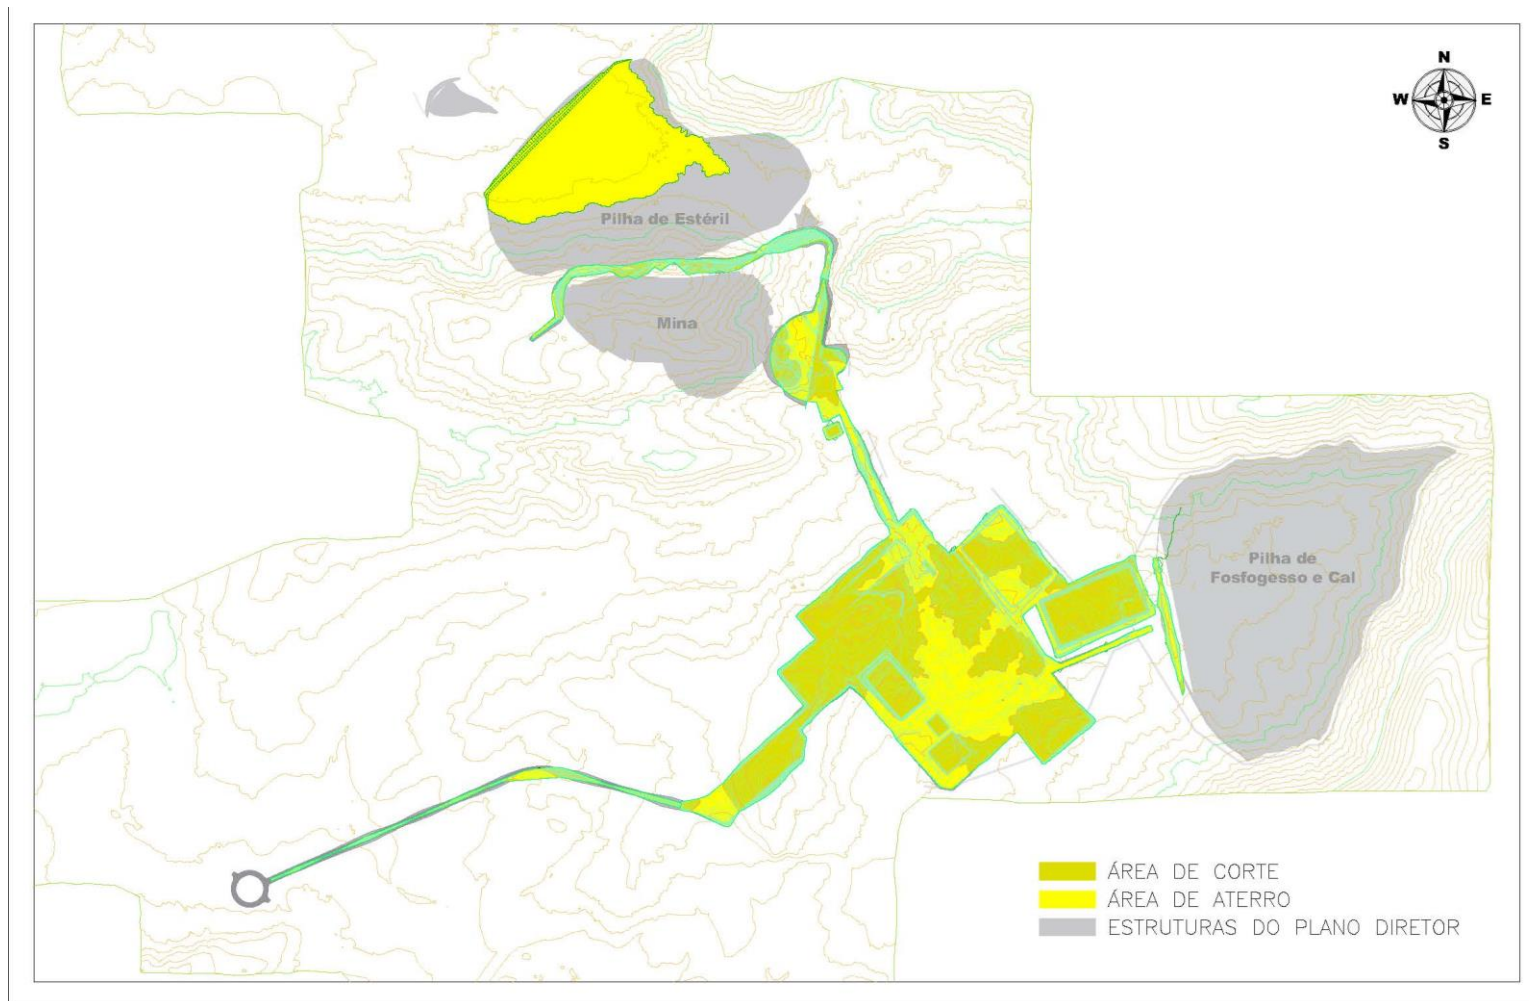 N
W E
S
Pilha de Estéril
Mina
Pilha de
Fosfogesso e Cal
ÁREA DE CORTE
ÁREA DE ATERRO
ESTRUTURAS DO PLANO DIRETOR